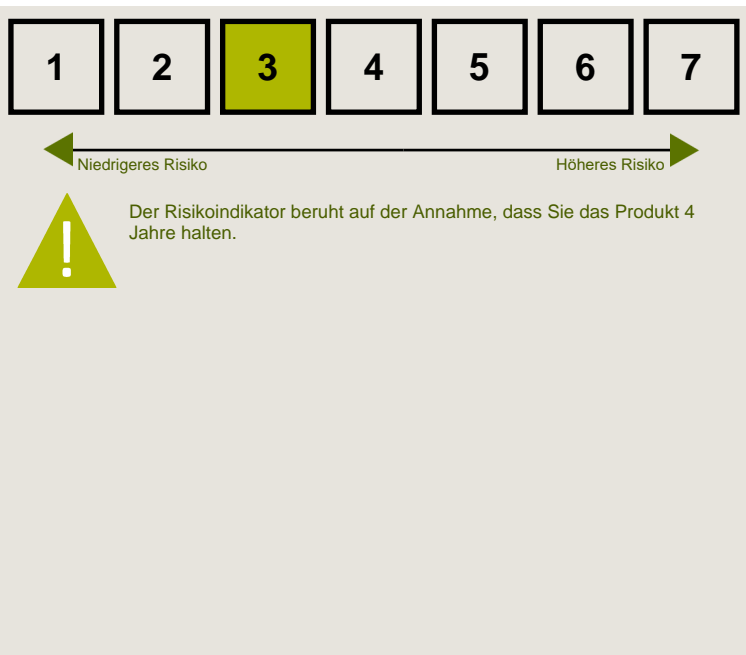 1 2 3 4 5 6 7
Niedrigeres Risiko Höheres Risiko
!
Der Risikoindikator beruht auf der Annahme, dass Sie das Produkt 4
Jahre halten.